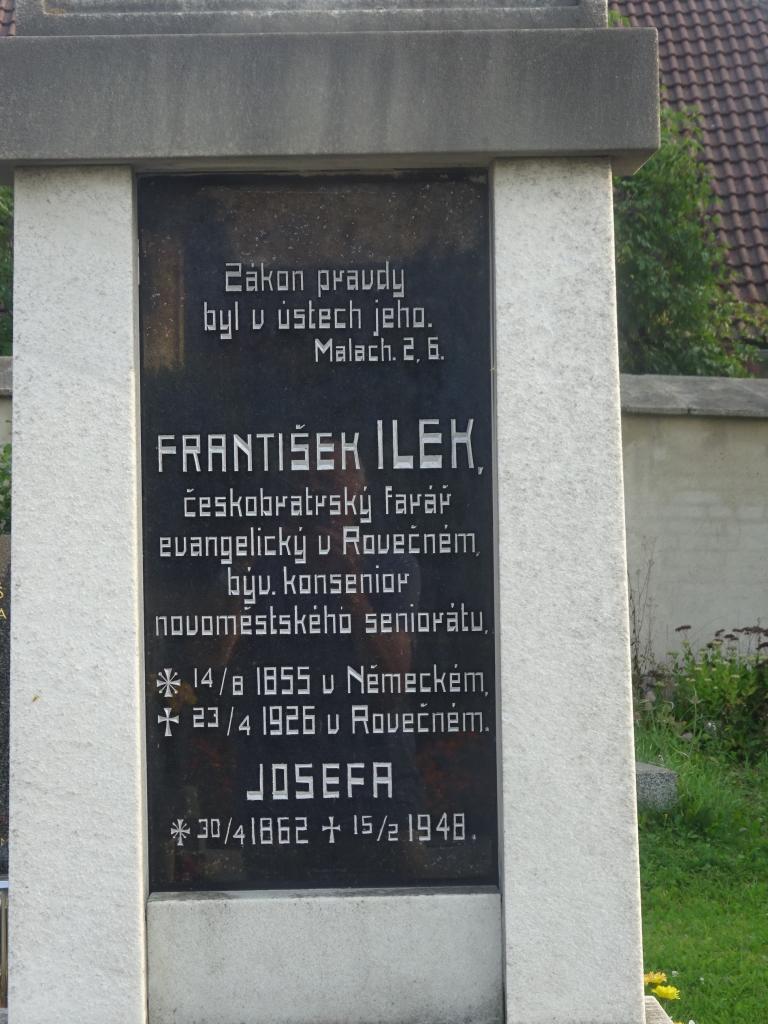 Zákon pravdy
byl v ústech jeho.
Malach. 2, 6.
FRANTIŠEK ILEK,
českobratrský farář
evangelický v Rovečném,
býv. konsenior
novoměstského seniorátu,
* 14/8 1855 v Německém,
✝ 23/4 1926 v Rovečném.
JOSEFA
* 30/4 1862 ✝ 15/2 1948.